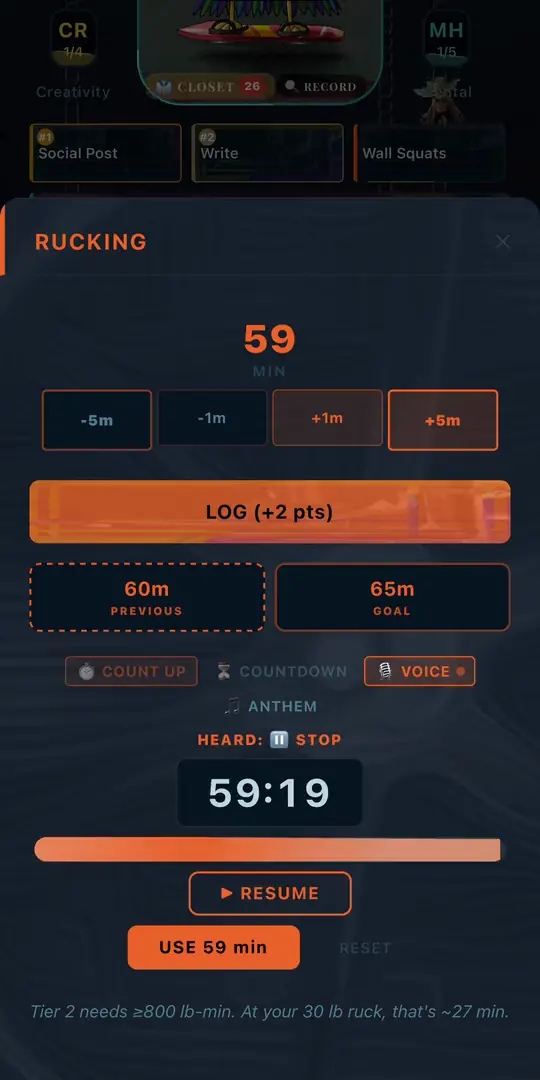 CR
1/4
Creativity
MH
1/5
CLOSET 26
RECORD
#1
Social Post
#2
Write
Wall Squats
RUCKING
59
MIN
-5m
-1m
+1m
+5m
LOG (+2 pts)
60m
PREVIOUS
65m
GOAL
COUNT UP
COUNTDOWN
VOICE
ANTHEM
HEARD: STOP
59:19
RESUME
USE 59 min
RESET
Tier 2 needs ≥800 lb-min. At your 30 lb ruck, that's ~27 min.